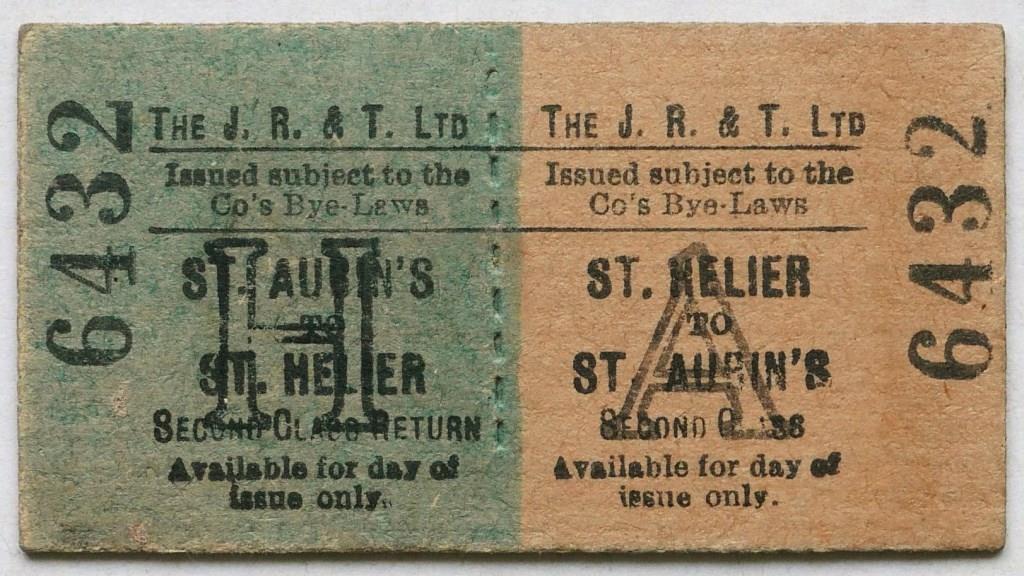 6432
THE J. R. & T. LTD
Issued subject to the
Co's Bye-Laws
ST. AUBIN'S
TO
ST. HELIER
SECOND CLASS RETURN
Available for day of
issue only.
H
THE J. R. & T. LTD
Issued subject to the
Co's Bye-Laws
ST. HELIER
TO
ST. AUBIN'S
SECOND CLASS
Available for day of
issue only.
A
6432